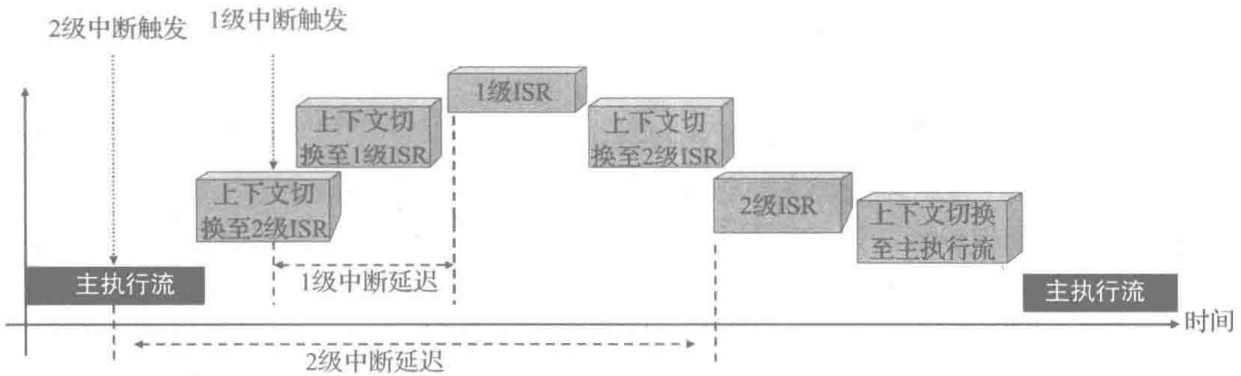 2级中断触发
1级中断触发
1级ISR
上下文切
换至1级ISR
上下文切
换至2级ISR
上下文切
换至2级ISR
2级ISR
上下文切换
至主执行流
1级中断延迟
主执行流
主执行流
时间
2级中断延迟